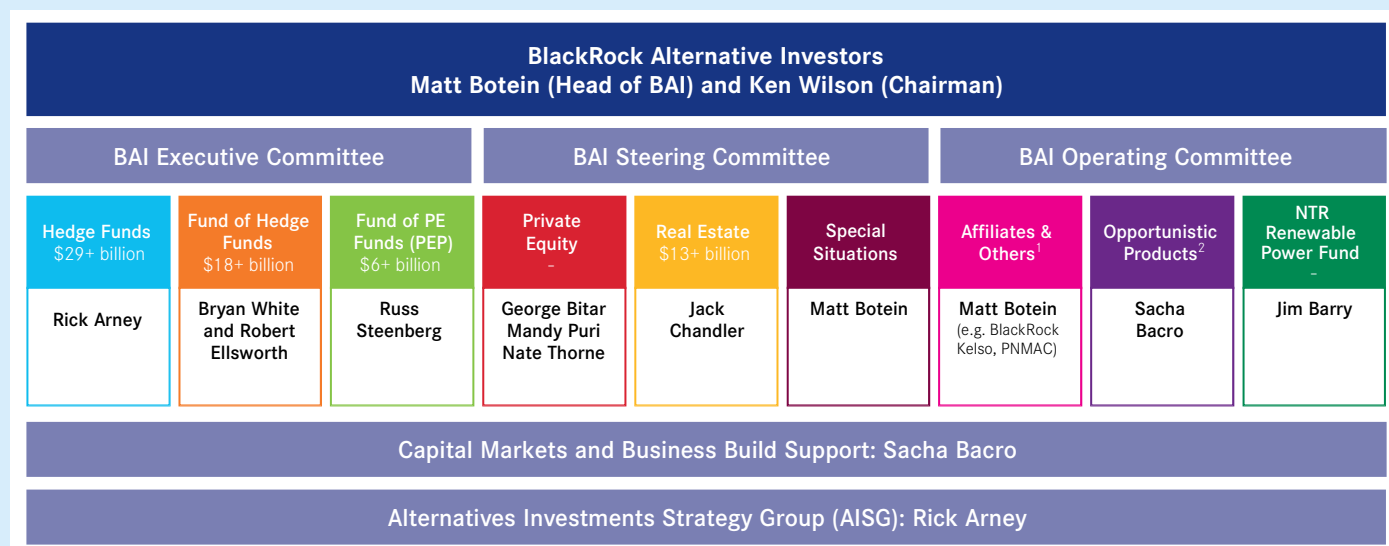 BlackRock Alternative Investors
Matt Botein (Head of BAI) and Ken Wilson (Chairman)
BAI Executive Committee
BAI Steering Committee
BAI Operating Committee
Hedge Funds
$29+ billion
Rick Arney
Fund of Hedge
Funds
$18+ billion
Bryan White
and Robert
Ellsworth
Fund of PE
Funds (PEP)
$6+ billion
Russ
Steenberg
Private
Equity
-
George Bitar
Mandy Puri
Nate Thorne
Real Estate
$13+ billion
Jack
Chandler
Special
Situations
Matt Botein
Affiliates &
Others¹
Matt Botein
(e.g. BlackRock
Kelso, PNMAC)
Opportunistic
Products²
Sacha
Bacro
NTR
Renewable
Power Fund
-
Jim Barry
Capital Markets and Business Build Support: Sacha Bacro
Alternatives Investments Strategy Group (AISG): Rick Arney